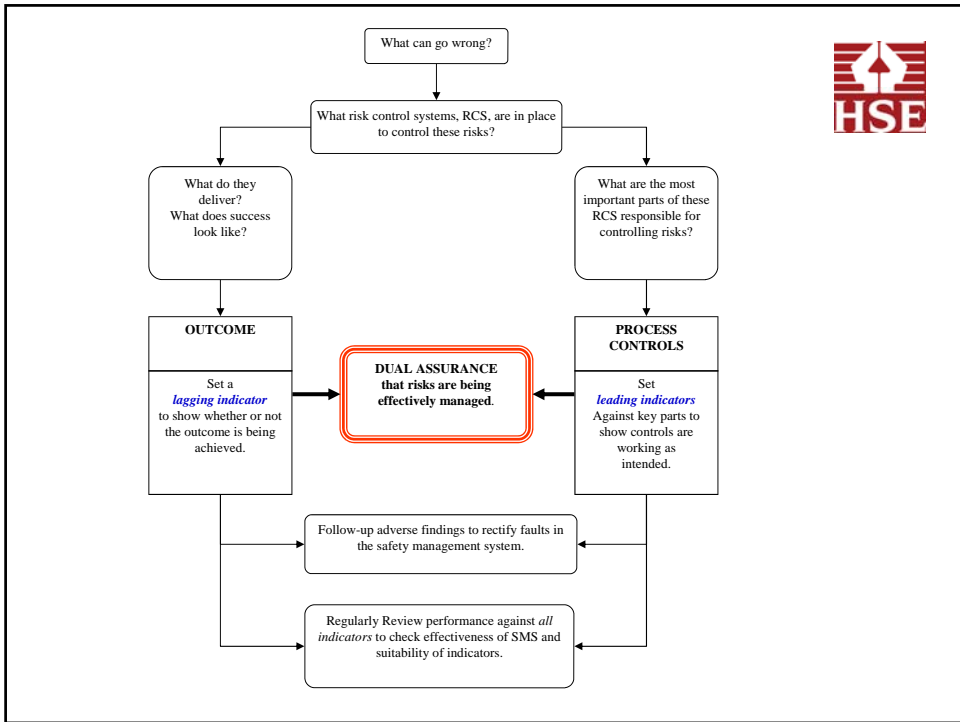 What can go wrong?
HSE
What risk control systems, RCS, are in place
to control these risks?
What do they
deliver?
What does success
look like?
What are the most
important parts of these
RCS responsible for
controlling risks?
OUTCOME
Set a
lagging indicator
to show whether or not
the outcome is being
achieved.
DUAL ASSURANCE
that risks are being
effectively managed.
PROCESS
CONTROLS
Set
leading indicators
Against key parts to
show controls are
working as
intended.
Follow-up adverse findings to rectify faults in
the safety management system.
Regularly Review performance against all
indicators to check effectiveness of SMS and
suitability of indicators.